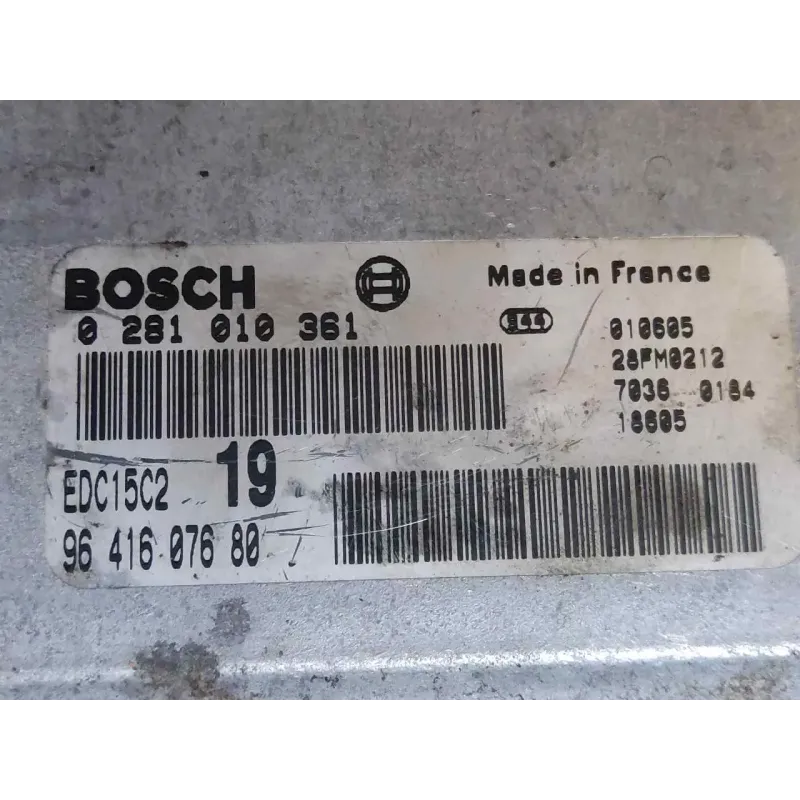 BOSCH
Made in France
0 281 010 361
344
010605
28FM0212
7036 0184
18605
EDC15C2 19
96 416 076 80